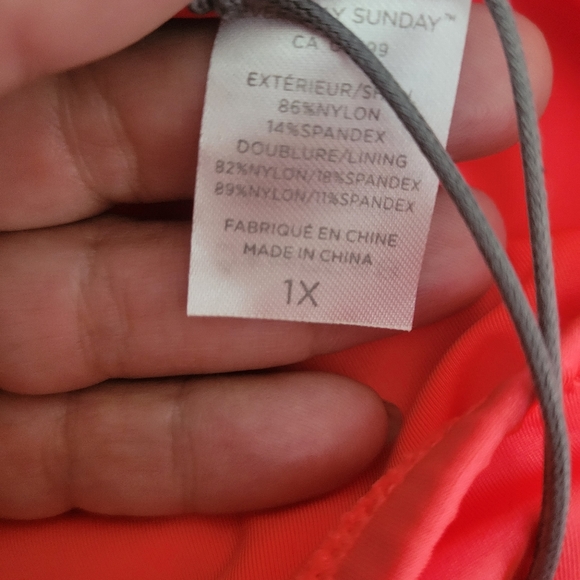 SUNDAY™
CA
EXTÉRIEUR/
86%NYLON
14%SPANDEX
DOUBLURE/LINING
82%NYLON/18%SPANDEX
89%NYLON/11%SPANDEX
FABRIQUÉ EN CHINE
MADE IN CHINA
1X